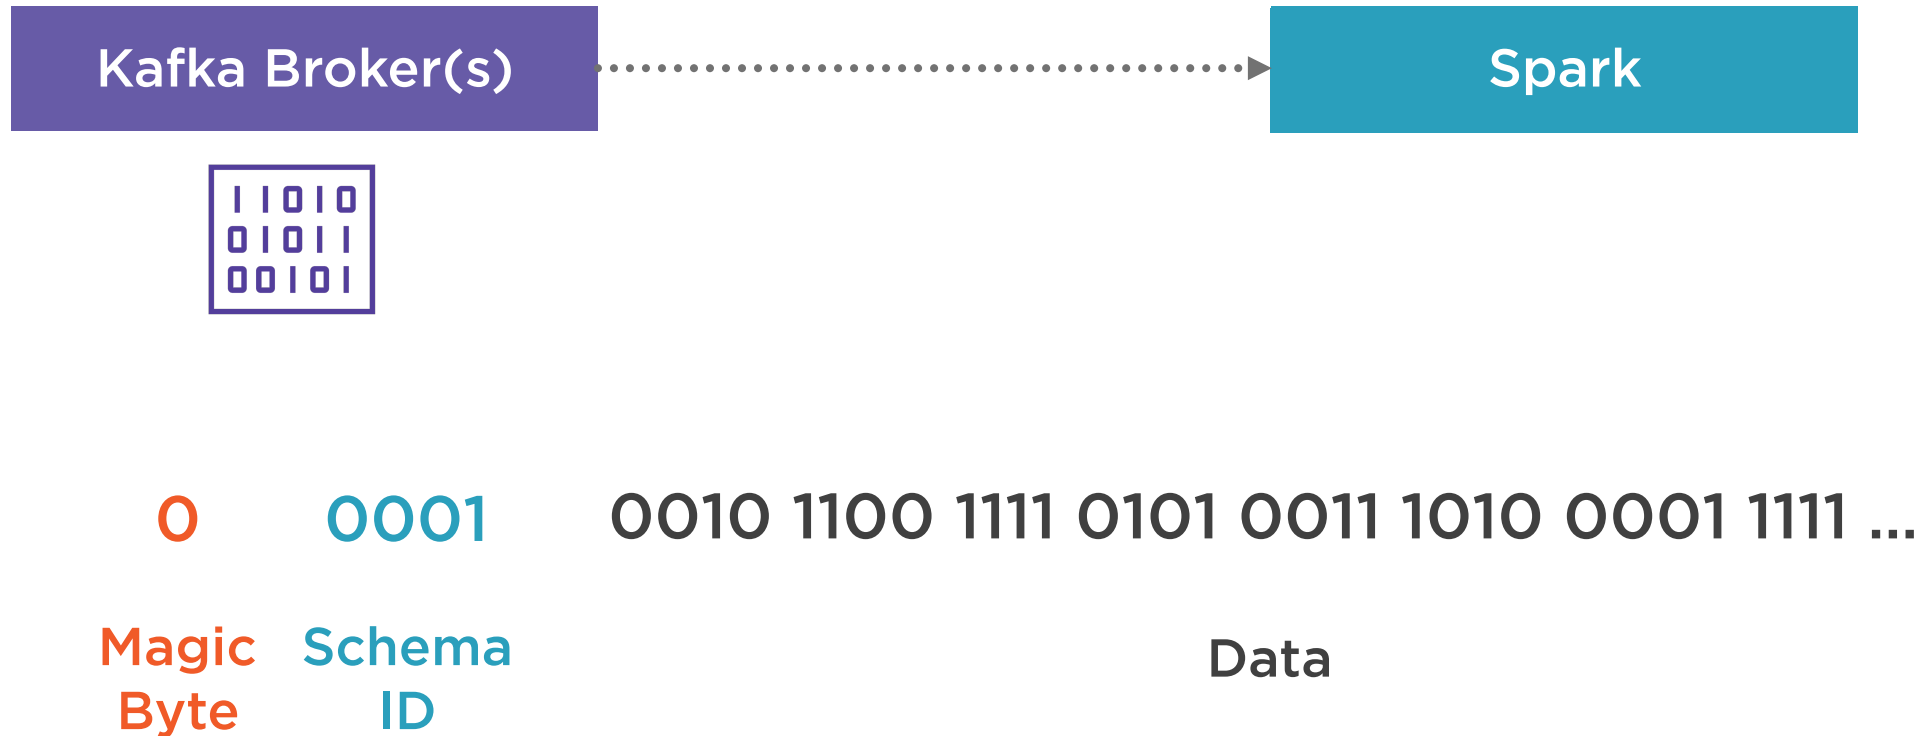 Kafka Broker(s)
Spark
11010
01011
00101
0 0001 0010 1100 1111 0101 0011 1010 0001 1111 ...
Magic Schema
Byte ID
Data